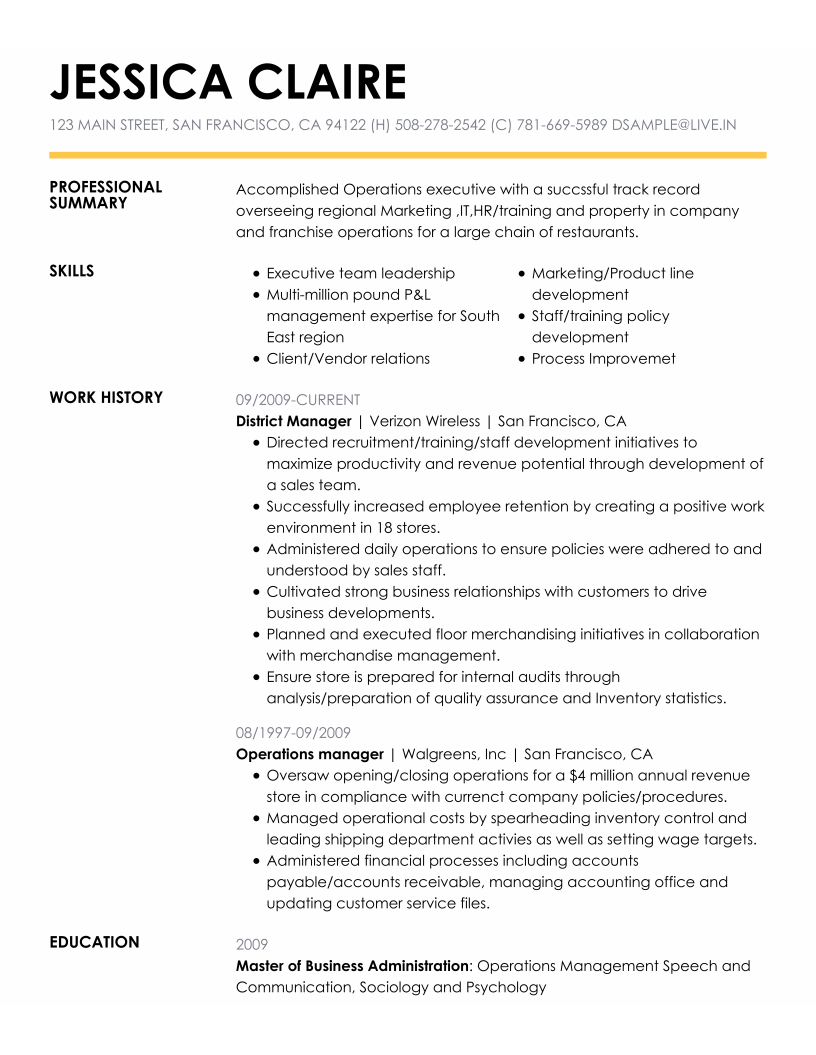 JESSICA CLAIRE
123 MAIN STREET, SAN FRANCISCO, CA 94122 (H) 508-278-2542 (C) 781-669-5989 DSAMPLE@LIVE.IN
PROFESSIONAL
SUMMARY
Accomplished Operations executive with a succssful track record
overseeing regional Marketing ,IT,HR/training and property in company
and franchise operations for a large chain of restaurants.
SKILLS
• Executive team leadership
• Multi-million pound P&L
management expertise for South
East region
• Client/Vendor relations
• Marketing/Product line
development
• Staff/training policy
development
• Process Improvemet
WORK HISTORY
09/2009-CURRENT
District Manager | Verizon Wireless | San Francisco, CA
• Directed recruitment/training/staff development initiatives to
maximize productivity and revenue potential through development of
a sales team.
• Successfully increased employee retention by creating a positive work
environment in 18 stores.
• Administered daily operations to ensure policies were adhered to and
understood by sales staff.
• Cultivated strong business relationships with customers to drive
business developments.
• Planned and executed floor merchandising initiatives in collaboration
with merchandise management.
• Ensure store is prepared for internal audits through
analysis/preparation of quality assurance and Inventory statistics.
08/1997-09/2009
Operations manager | Walgreens, Inc | San Francisco, CA
• Oversaw opening/closing operations for a $4 million annual revenue
store in compliance with currenct company policies/procedures.
• Managed operational costs by spearheading inventory control and
leading shipping department activies as well as setting wage targets.
• Administered financial processes including accounts
payable/accounts receivable, managing accounting office and
updating customer service files.
EDUCATION
2009
Master of Business Administration: Operations Management Speech and
Communication, Sociology and Psychology